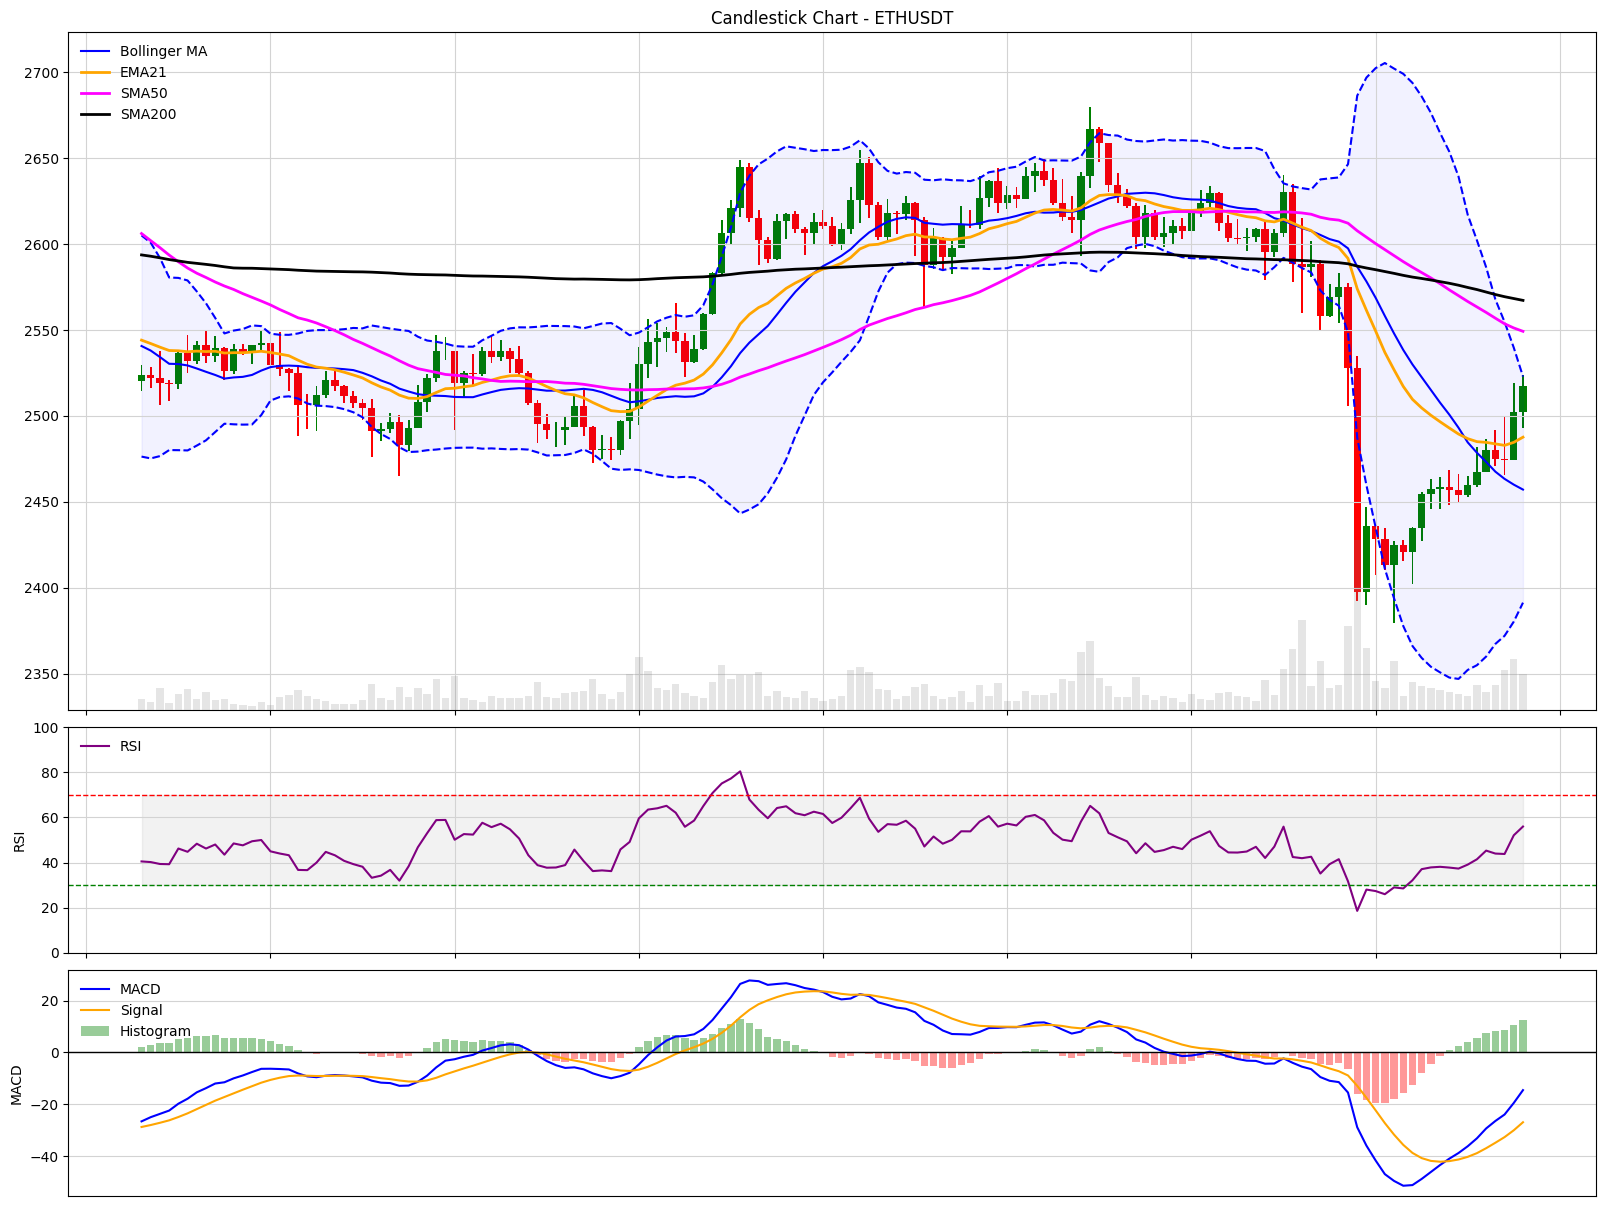 Candlestick Chart - ETHUSDT
Bollinger MA
EMA21
SMA50
SMA200
2700
2650
2600
2550
2500
2450
2400
2350
RSI
100
80
60
40
20
0
RSI
MACD
Signal
Histogram
20
0
−20
−40
MACD